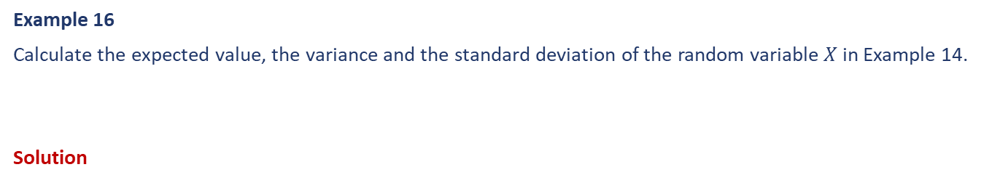 Example 16
Calculate the expected value, the variance and the standard deviation of the random variable X in Example 14.
Solution